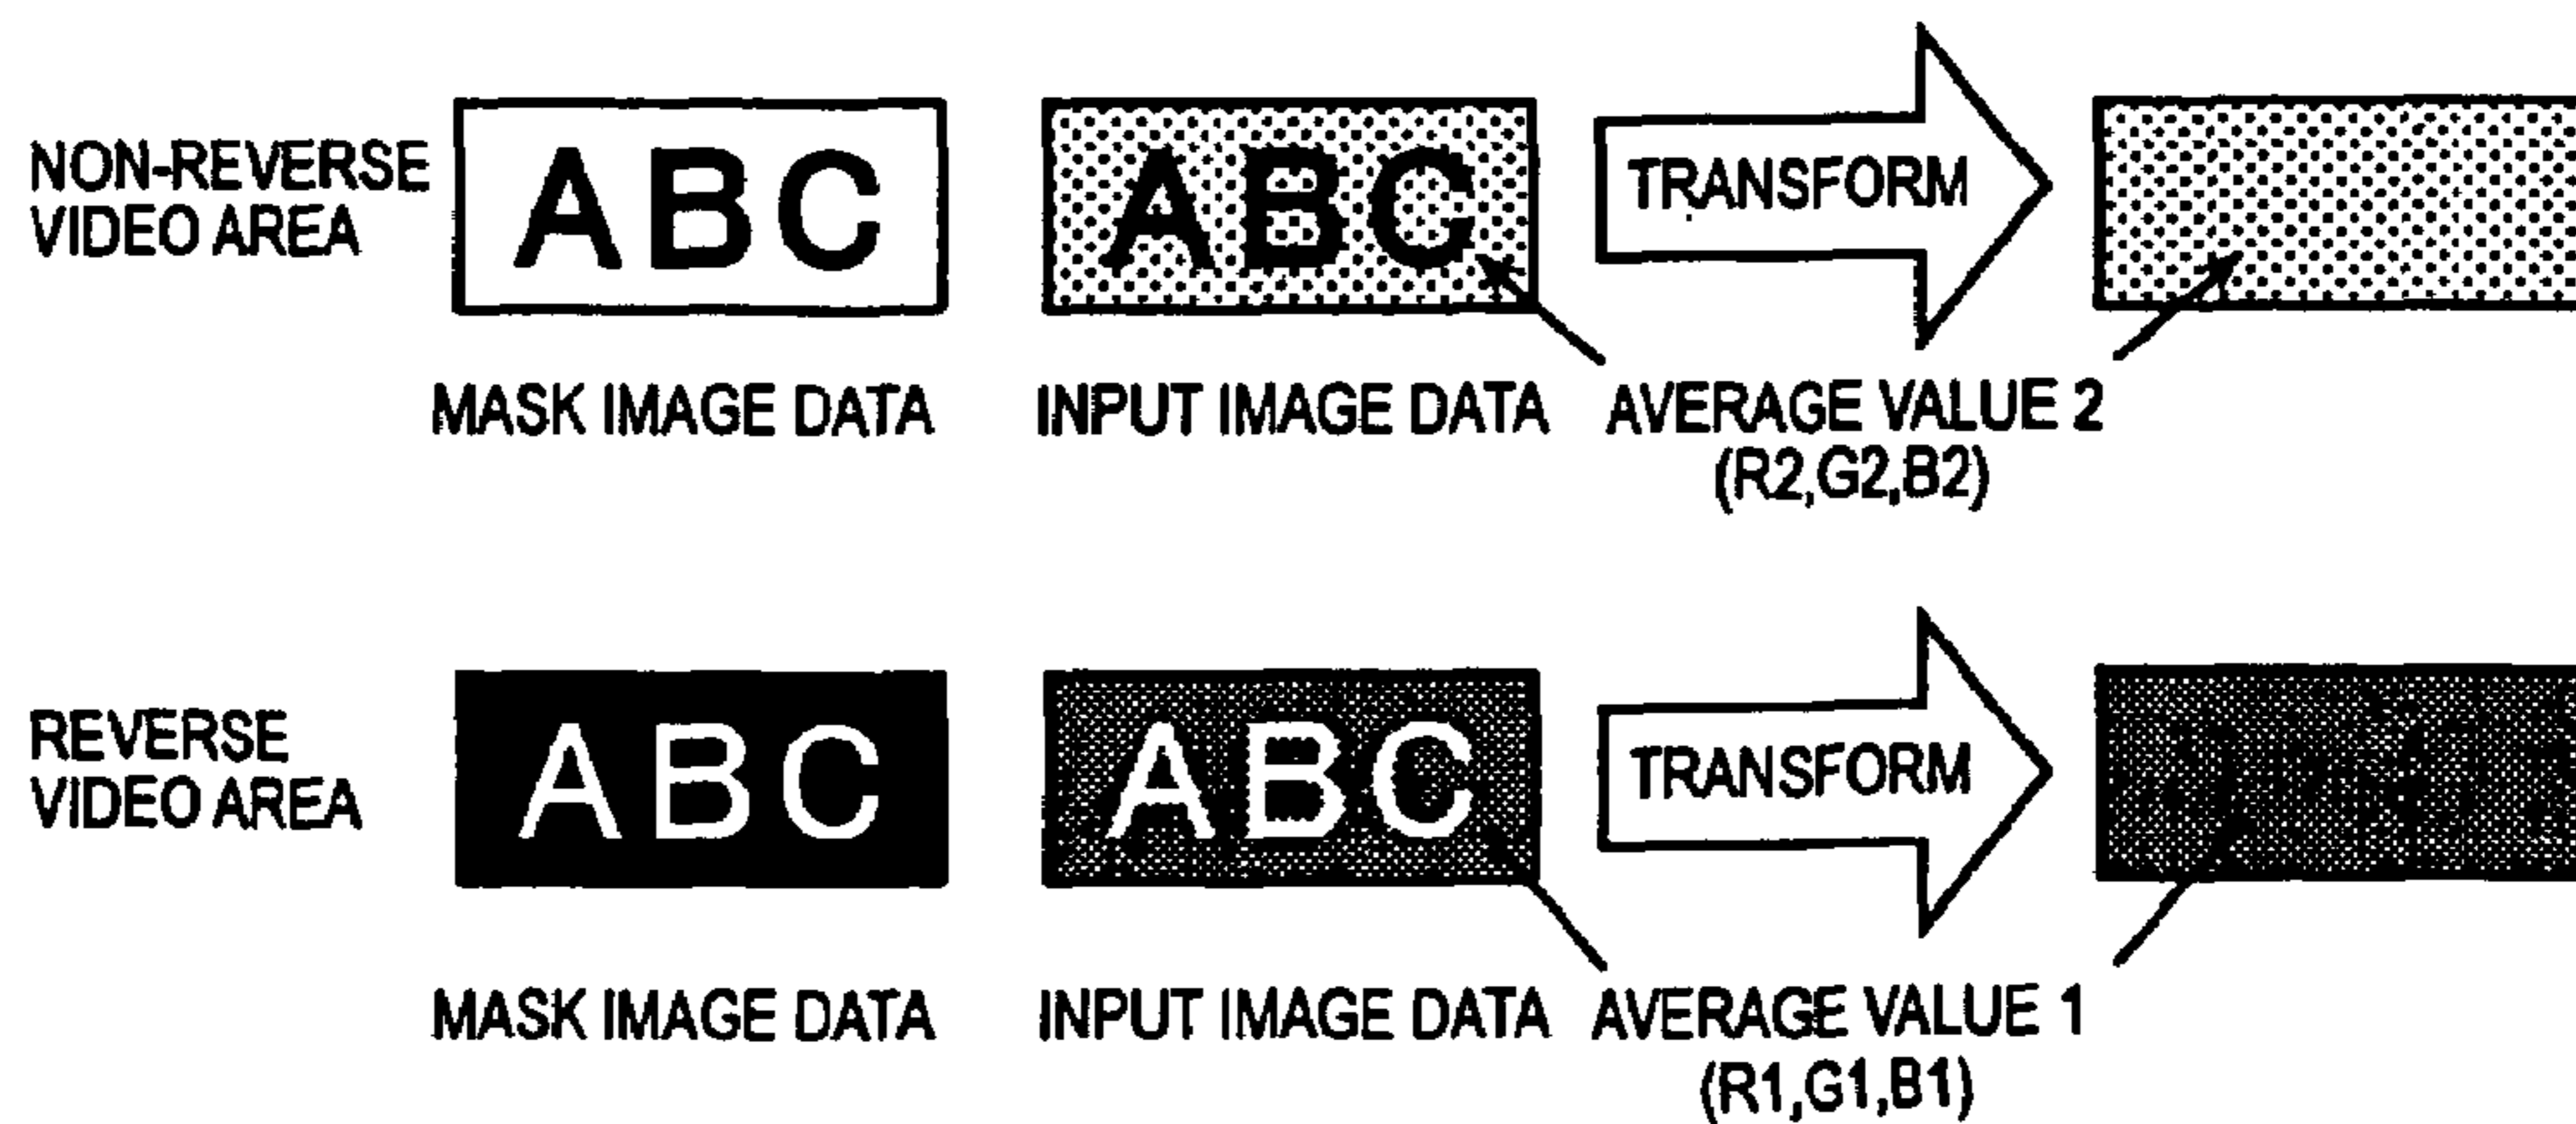 NON-REVERSE
VIDEO AREA
ABC
ABC
TRANSFORM
MASK IMAGE DATA
INPUT IMAGE DATA
AVERAGE VALUE 2
(R2,G2,B2)
REVERSE
VIDEO AREA
ABC
ABC
TRANSFORM
MASK IMAGE DATA
INPUT IMAGE DATA
AVERAGE VALUE 1
(R1,G1,B1)